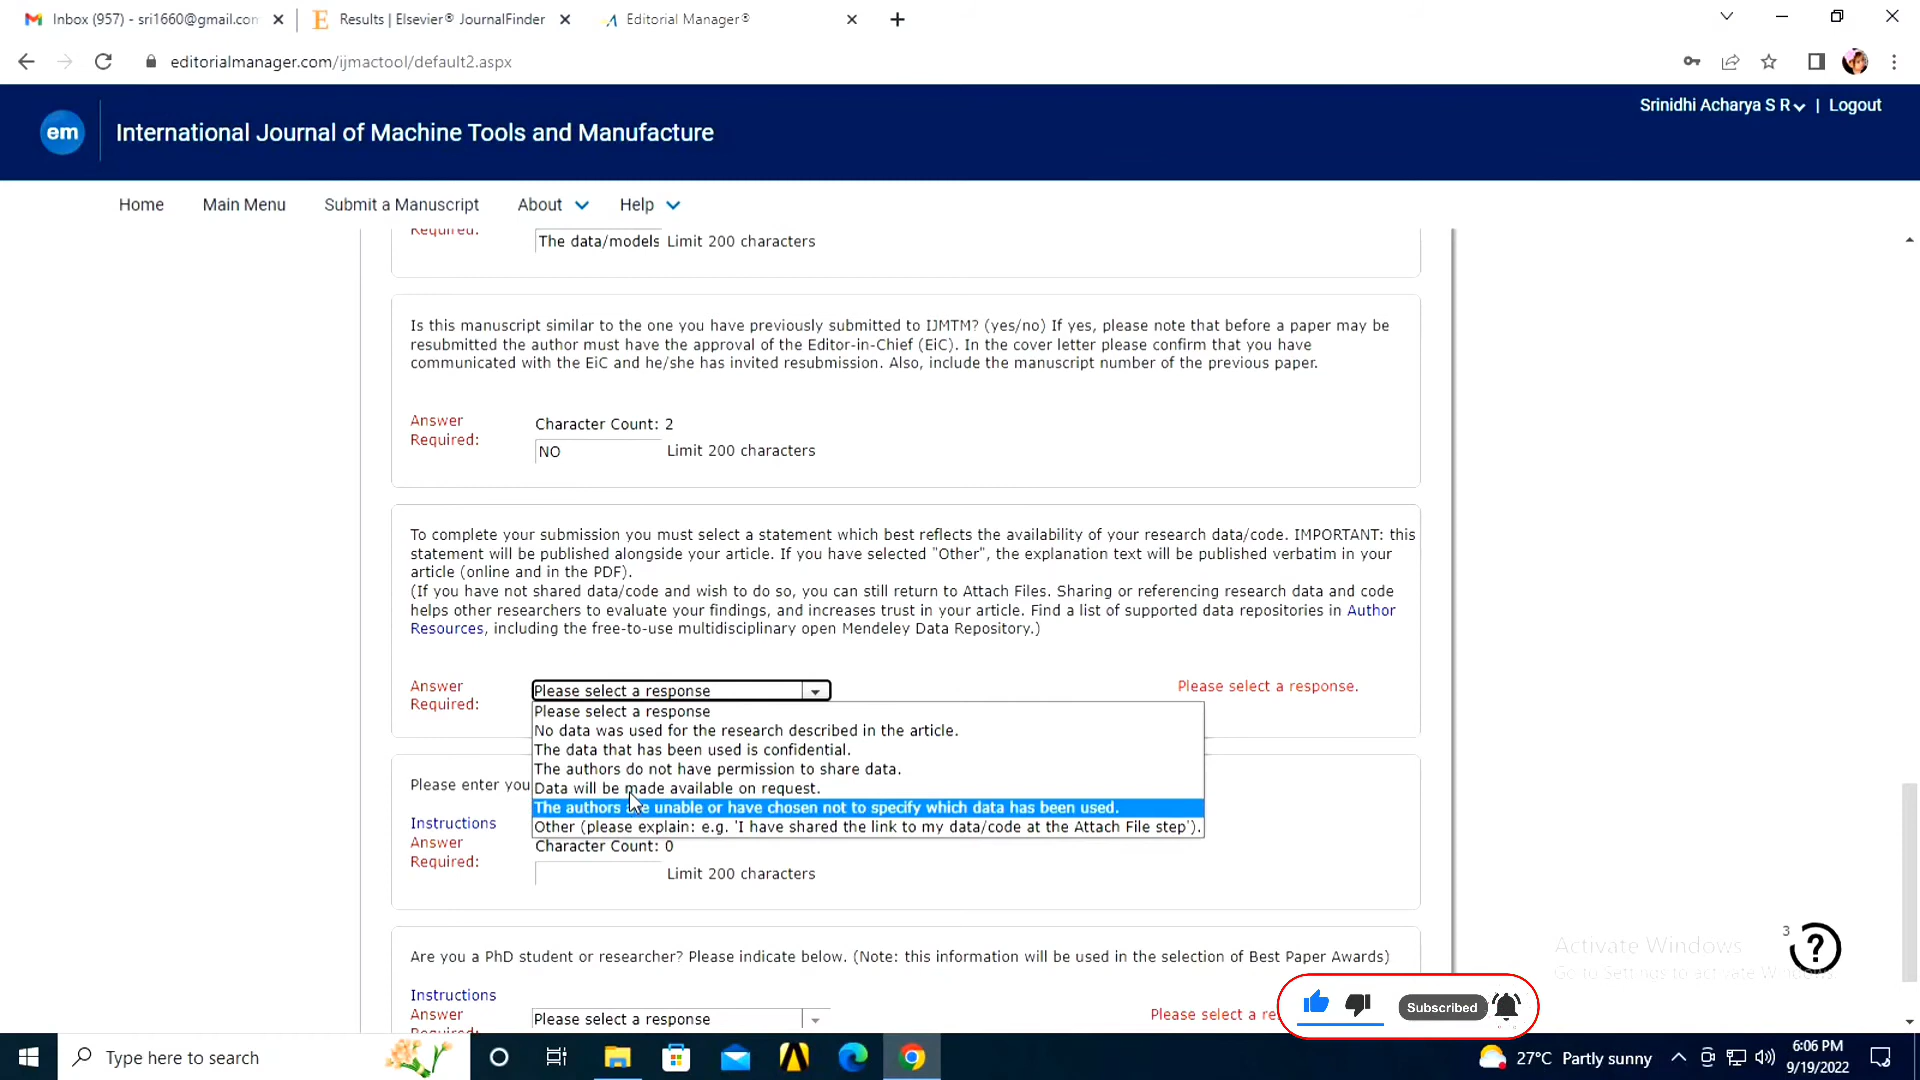 Inbox (957) - sri1660@gmail.con
Results | Elsevier® JournalFinder
Editorial Manager®
editorialmanager.com/ijmactool/default2.aspx
Srinidhi Acharya S R | Logout
em
International Journal of Machine Tools and Manufacture
Home Main Menu Submit a Manuscript About Help
Required:
The data/models Limit 200 characters
Is this manuscript similar to the one you have previously submitted to IJMTM? (yes/no) If yes, please note that before a paper may be
resubmitted the author must have the approval of the Editor-in-Chief (EiC). In the cover letter please confirm that you have
communicated with the EiC and he/she has invited resubmission. Also, include the manuscript number of the previous paper.
Answer
Required:
Character Count: 2
NO Limit 200 characters
To complete your submission you must select a statement which best reflects the availability of your research data/code. IMPORTANT: this
statement will be published alongside your article. If you have selected "Other", the explanation text will be published verbatim in your
article (online and in the PDF).
(If you have not shared data/code and wish to do so, you can still return to Attach Files. Sharing or referencing research data and code
helps other researchers to evaluate your findings, and increases trust in your article. Find a list of supported data repositories in Author
Resources, including the free-to-use multidisciplinary open Mendeley Data Repository.)
Answer
Required:
Please select a response
Please select a response.
Please select a response
No data was used for the research described in the article.
The data that has been used is confidential.
The authors do not have permission to share data.
Data will be made available on request.
The authors are unable or have chosen not to specify which data has been used.
Other (please explain: e.g. 'I have shared the link to my data/code at the Attach File step').
Please enter you
Instructions
Answer
Required:
Character Count: 0
Limit 200 characters
Are you a PhD student or researcher? Please indicate below. (Note: this information will be used in the selection of Best Paper Awards)
Instructions
Answer
Required:
Please select a response
Please select a re
Activate Windows
Go to Settings to activate Windows.
3
?
Subscribed
Type here to search
27°C Partly sunny
6:06 PM
9/19/2022